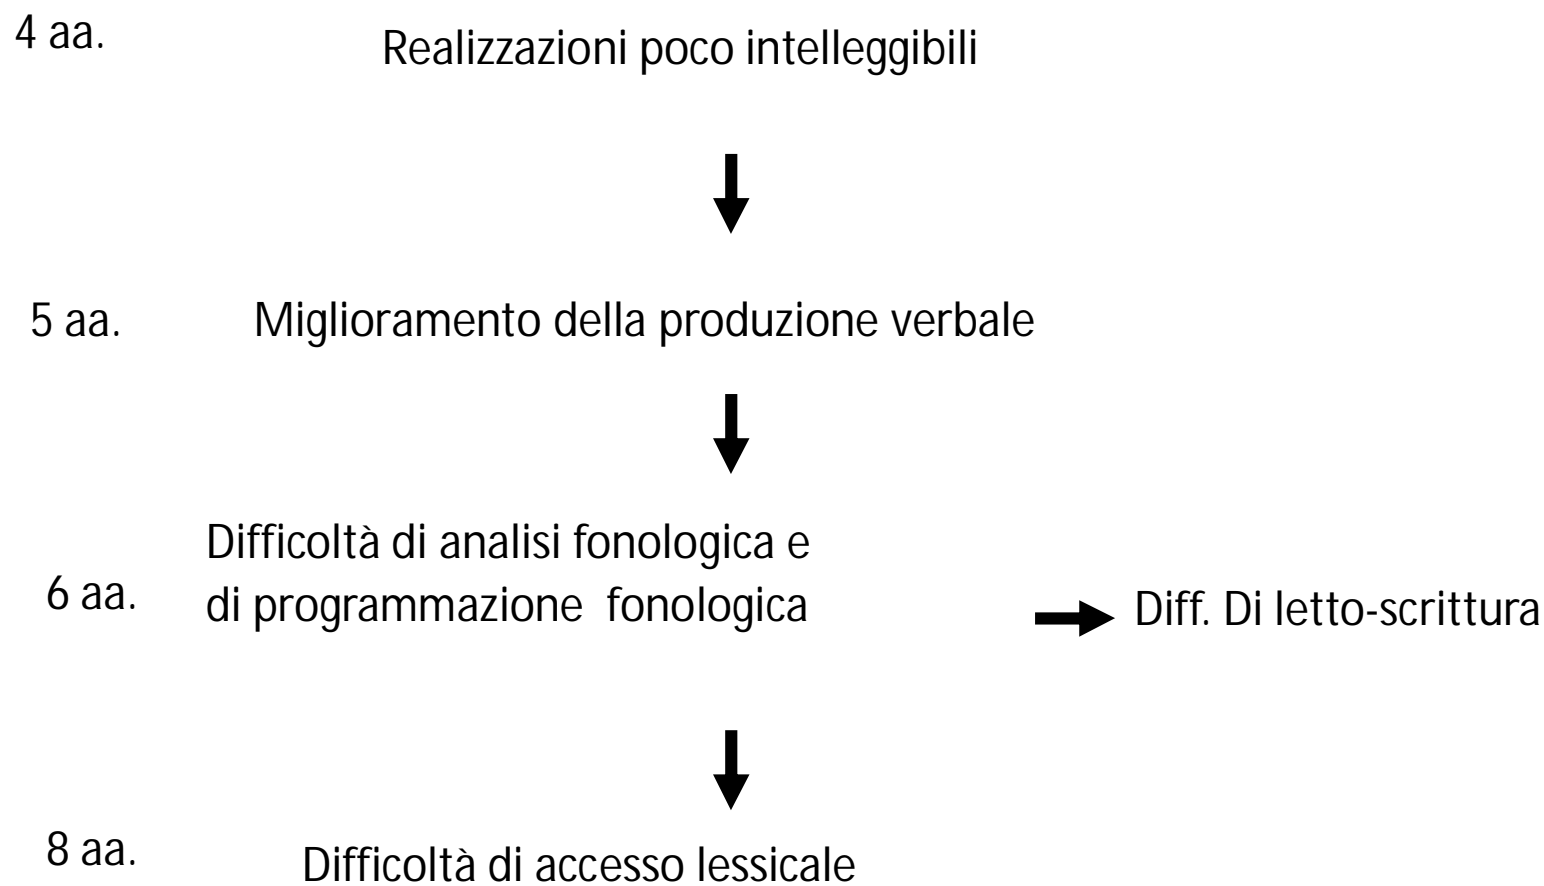 4 aa.
Realizzazioni poco intelleggibili
5 aa.
Miglioramento della produzione verbale
Difficoltà di analisi fonologica e
6 aa.
di programmazione fonologica
Diff. Di letto-scrittura
8 aa.
Difficoltà di accesso lessicale